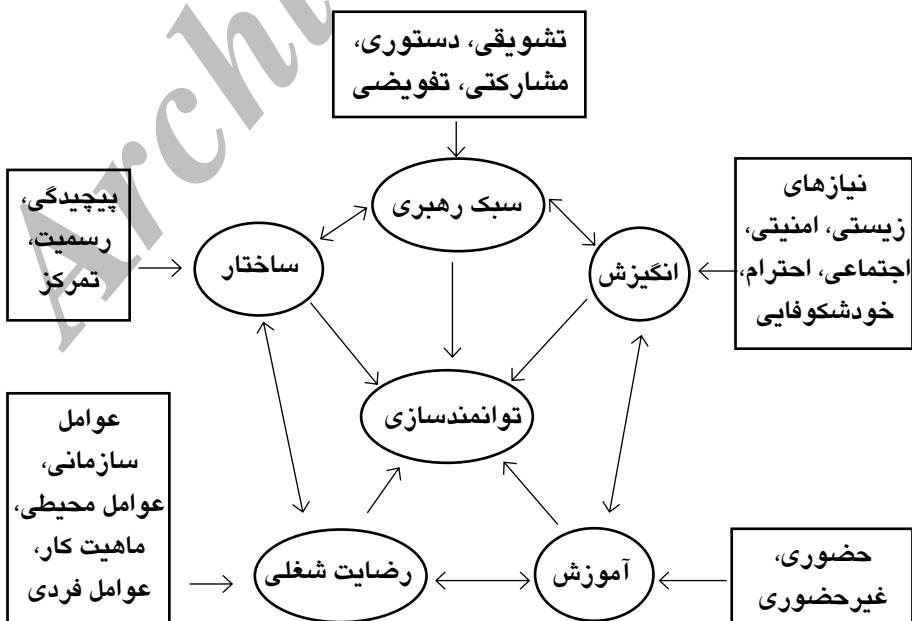 تشویقی، دستوری،
مشارکتی، تفویضی
سبک رهبری
نیازهای
زیستی، امنیتی،
اجتماعی، احترام،
خودشکوفایی
انگیزش
ساختار
پیچیدگی،
رسمیت،
تمرکز
توانمندسازی
عوامل
سازمانی،
عوامل محیطی،
ماهیت کار،
عوامل فردی
رضایت شغلی
آموزش
حضوری،
غیرحضوری